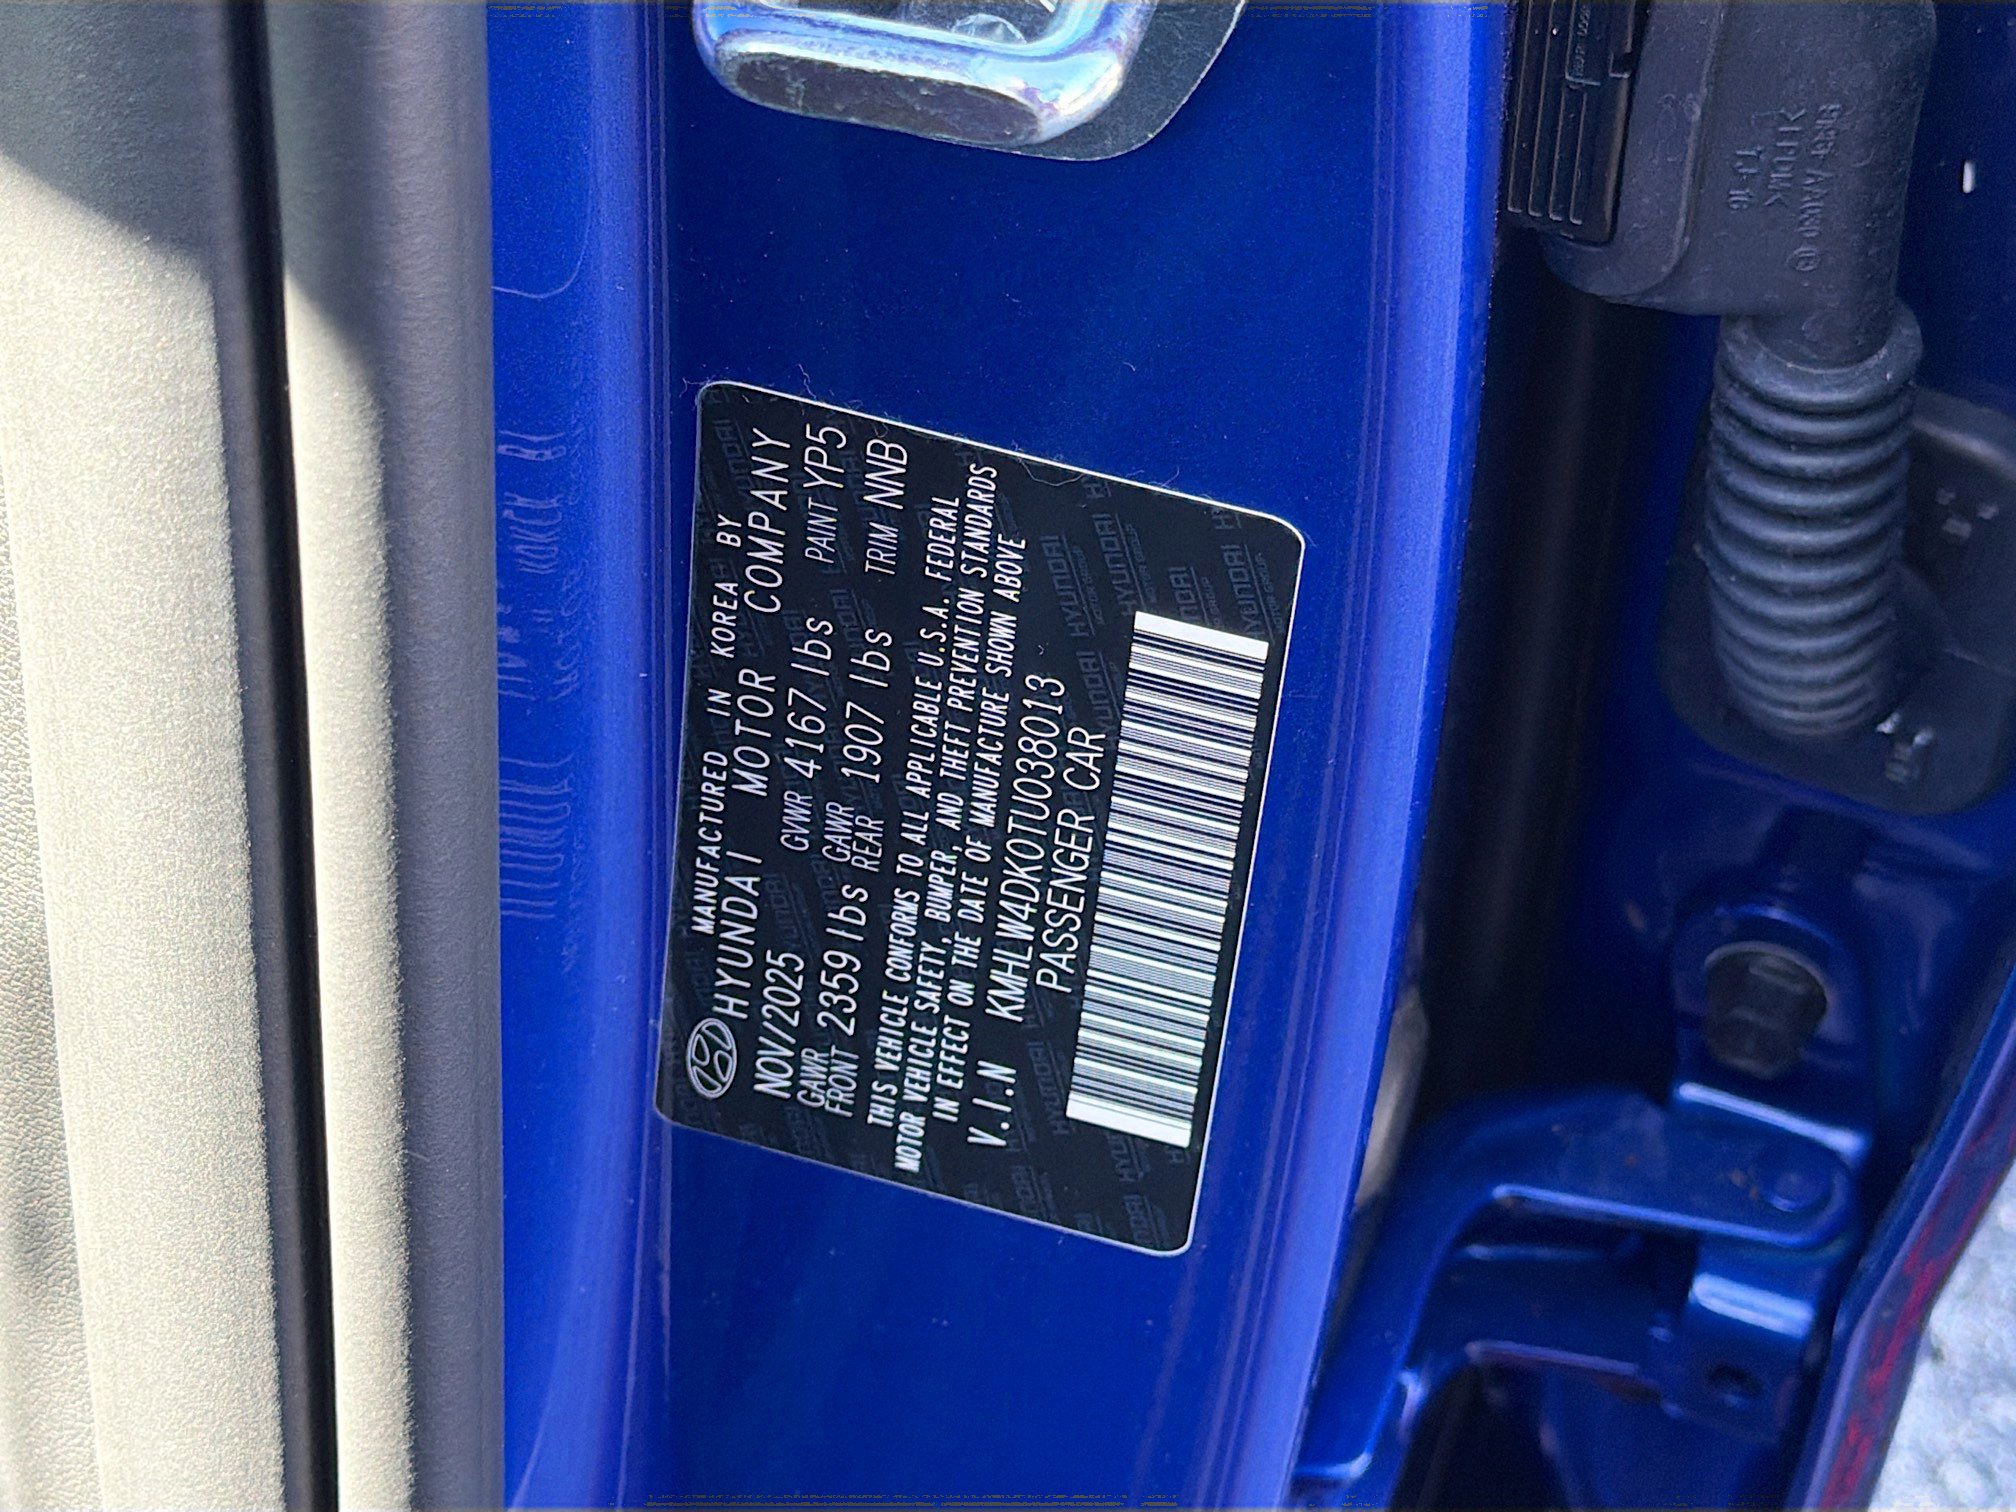 MANUFACTURED IN KOREA BY
HYUNDAI MOTOR COMPANY
NOV/2025 GVWR 4167 lbs PAINT YP5
GAWR FRONT 2359 lbs GAWR REAR 1907 lbs TRIM NNB
THIS VEHICLE CONFORMS TO ALL APPLICABLE U.S.A. FEDERAL
MOTOR VEHICLE SAFETY, BUMPER, AND THEFT PREVENTION STANDARDS
IN EFFECT ON THE DATE OF MANUFACTURE SHOWN ABOVE
V.I.N KMHLW4DK0TU038013
PASSENGER CAR